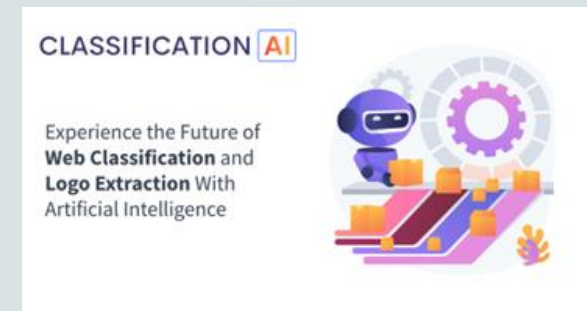 CLASSIFICATION AI
Experience the Future of
Web Classification and
Logo Extraction With
Artificial Intelligence